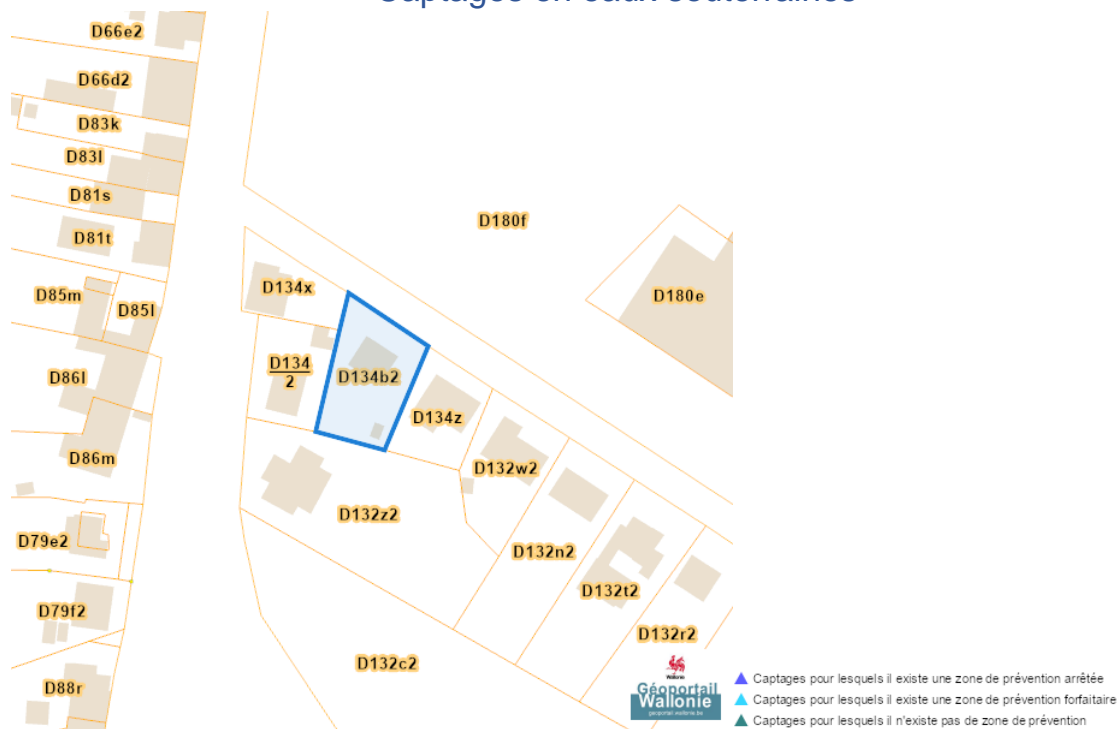 Captages en eaux souterraines
D66e2
D66d2
D83k
D83l
D81s
D81t
D180f
D85m
D85l
D134x
D180e
D86l
D134
2
D134b2
D134z
D86m
D132w2
D132z2
D79e2
D132n2
D79f2
D132t2
D132r2
D132c2
D88r
Wallonie
Géoportail
Wallonie
geoportail.wallonie.be
Captages pour lesquels il existe une zone de prévention arrêtée
Captages pour lesquels il existe une zone de prévention forfaitaire
Captages pour lesquels il n'existe pas de zone de prévention